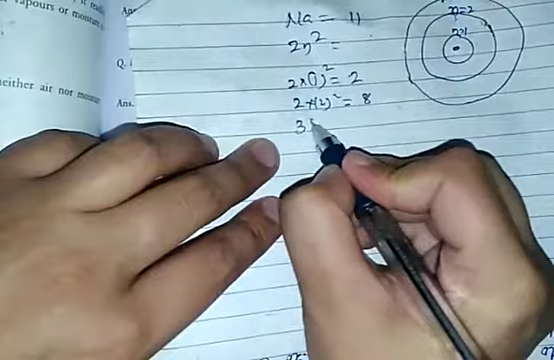 vapours or moisture
neither air nor moisture
Ans.
Q.
Na = 11
2n² =
2×(1)² = 2
2×(2)² = 8
3
n=2
n=1